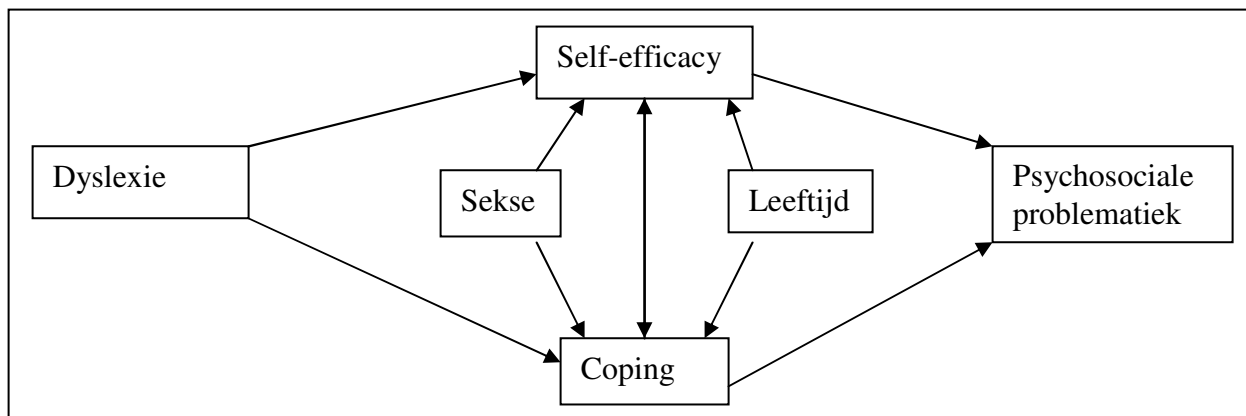 Self-efficacy
Dyslexie
Sekse
Leeftijd
Psychosociale
problematiek
Coping